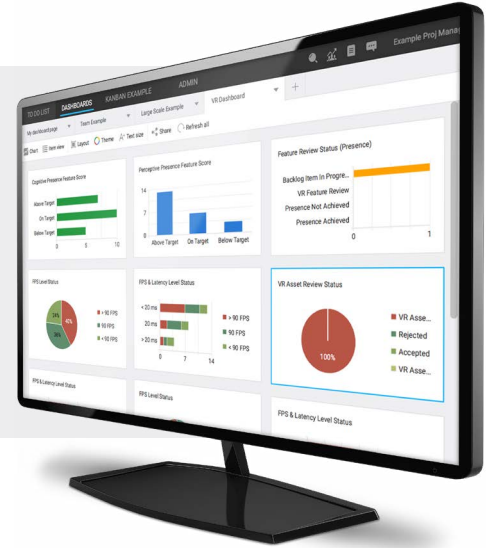 TO DO LIST DASHBOARDS KANBAN EXAMPLE ADMIN Example Proj Manag
My dashboard page Team Example Large Scale Example VR Dashboard +
Chart Item view Layout Theme A+ Text size Share Refresh all
Cognitive Presence Feature Score
Above Target
On Target
Below Target
0 5 10
Perceptive Presence Feature Score
14
7
0
Above Target On Target Below Target
Feature Review Status (Presence)
Backlog Item In Progre...
VR Feature Review
Presence Not Achieved
Presence Achieved
0 1
FPS Level Status
24%
40%
36%
> 90 FPS
90 FPS
< 90 FPS
FPS & Latency Level Status
< 20 ms
20 ms
> 20 ms
0 7 14
> 90 FPS
90 FPS
< 90 FPS
VR Asset Review Status
100%
VR Asse...
Rejected
Accepted
VR Asse...
FPS & Latency Level Status
FPS Level Status
FPS & Latency Level Status